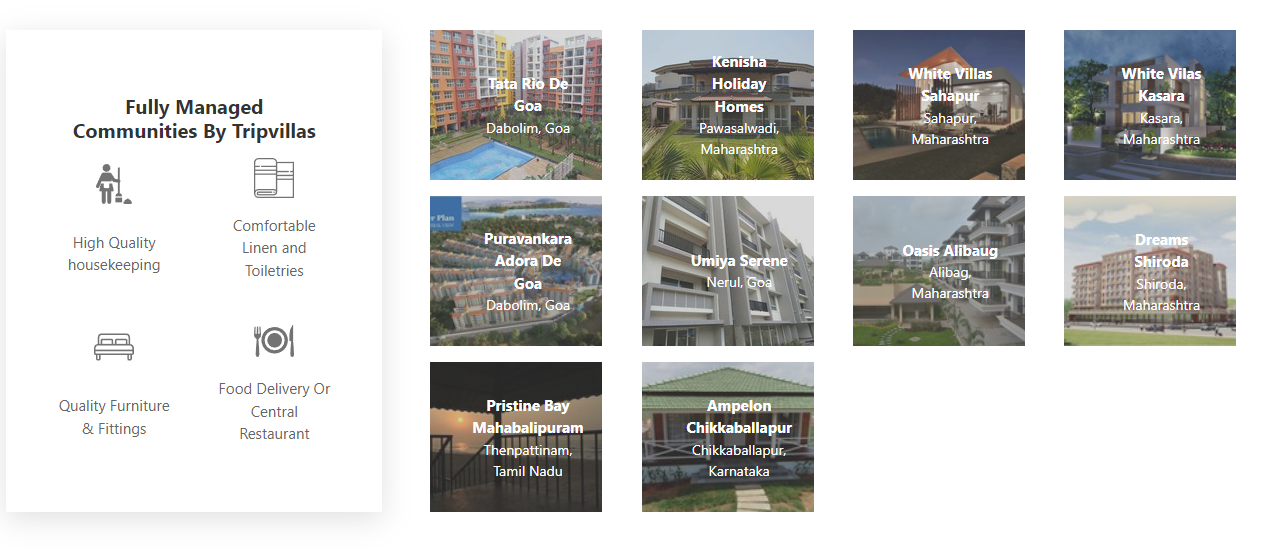 Fully Managed
Communities By Tripvillas
High Quality
housekeeping
Comfortable
Linen and
Toiletries
Quality Furniture
& Fittings
Food Delivery Or
Central
Restaurant
Tata Rio De
Goa
Dabolim, Goa
Kenisha
Holiday
Homes
Pawasalwadi,
Maharashtra
White Villas
Sahapur
Sahapur,
Maharashtra
White Vilas
Kasara
Kasara,
Maharashtra
er Plan
Puravankara
Adora De
Goa
Dabolim, Goa
Umiya Serene
Nerul, Goa
Oasis Alibaug
Alibag,
Maharashtra
Dreams
Shiroda
Shiroda,
Maharashtra
Pristine Bay
Mahabalipuram
Thenpattinam,
Tamil Nadu
Ampelon
Chikkaballapur
Chikkaballapur,
Karnataka